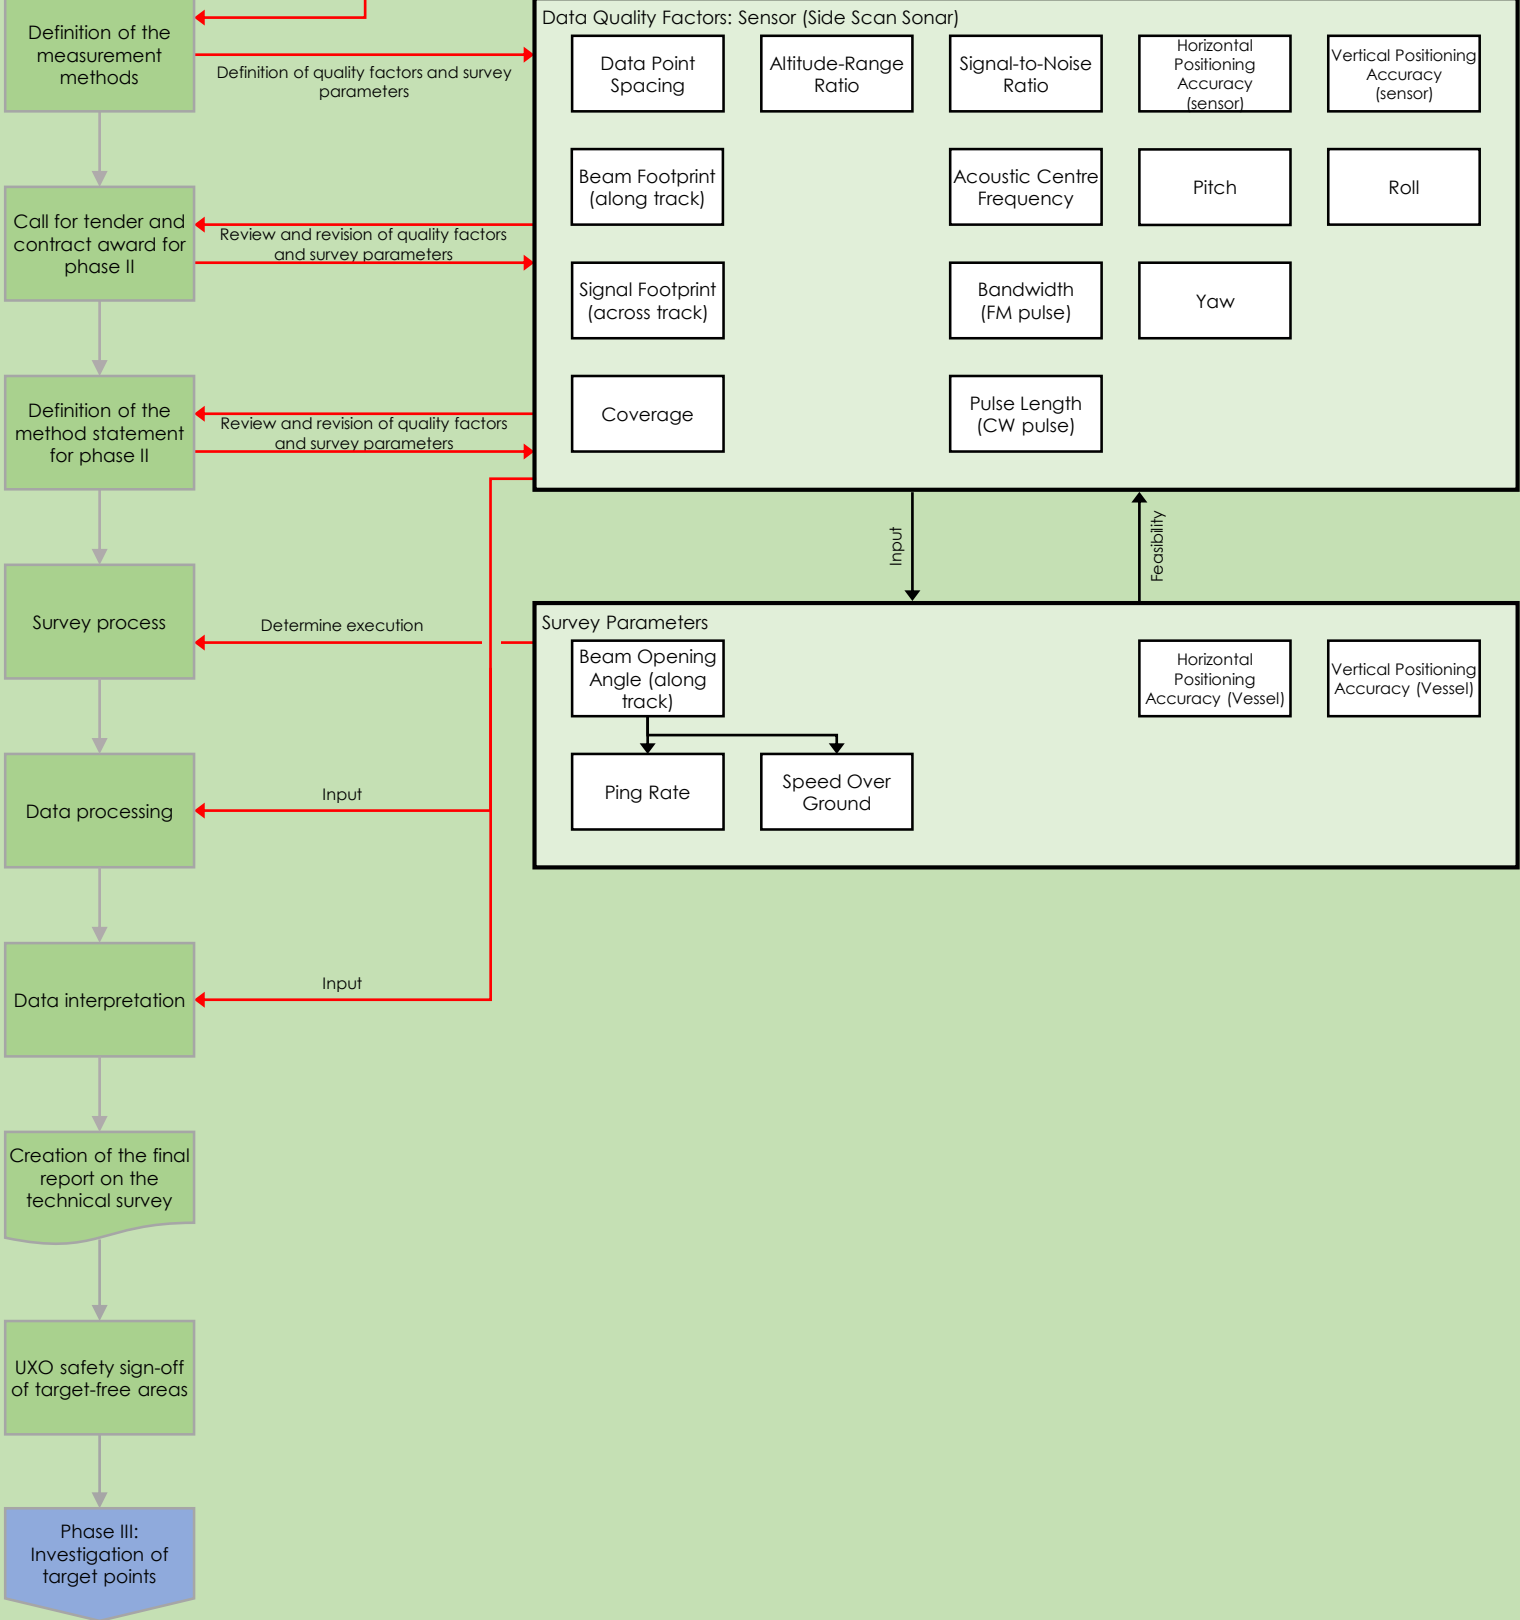 Definition of the
measurement
methods
Definition of quality factors and survey
parameters
Call for tender and
contract award for
phase II
Review and revision of quality factors
and survey parameters
Definition of the
method statement
for phase II
Review and revision of quality factors
and survey parameters
Survey process
Determine execution
Data processing
Input
Data interpretation
Input
Creation of the final
report on the
technical survey
UXO safety sign-off
of target-free areas
Phase III:
Investigation of
target points
Data Quality Factors: Sensor (Side Scan Sonar)
Data Point
Spacing
Altitude-Range
Ratio
Signal-to-Noise
Ratio
Horizontal
Positioning
Accuracy
(sensor)
Vertical Positioning
Accuracy
(sensor)
Beam Footprint
(along track)
Acoustic Centre
Frequency
Pitch
Roll
Signal Footprint
(across track)
Bandwidth
(FM pulse)
Yaw
Coverage
Pulse Length
(CW pulse)
Input
Feasibility
Survey Parameters
Beam Opening
Angle (along
track)
Horizontal
Positioning
Accuracy (Vessel)
Vertical Positioning
Accuracy (Vessel)
Ping Rate
Speed Over
Ground